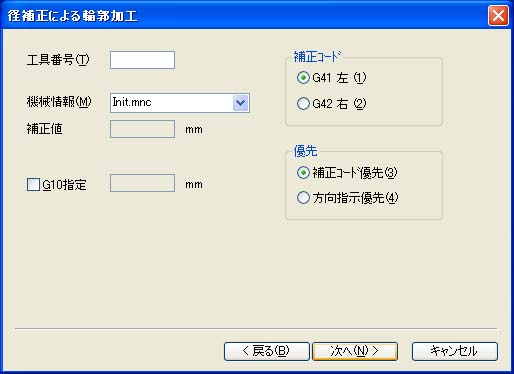 径補正による輪郭加工
工具番号(T)
機械情報(M) Init.mnc
補正値 mm
G10指定 mm
補正コード
G41 左 (1)
G42 右 (2)
優先
補正コード優先(3)
方向指示優先(4)
< 戻る(B) 次へ(N) > キャンセル